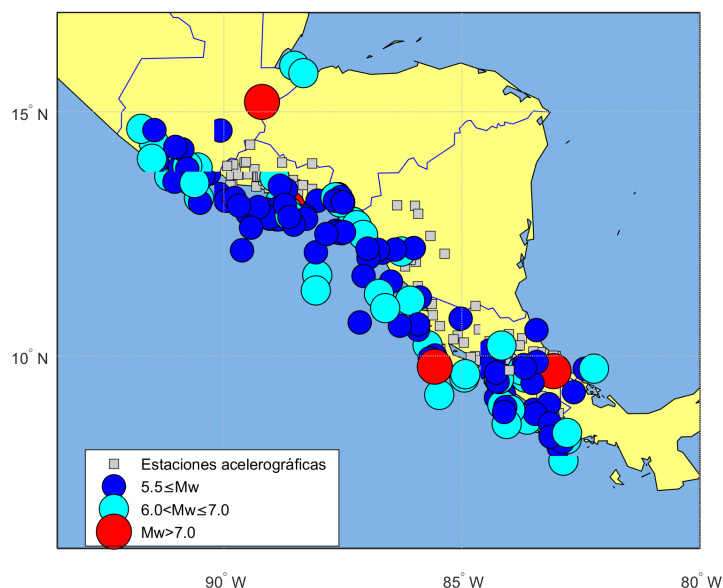 15° N
10° N
Estaciones acelerográficas
5.5≤Mw
6.0<Mw≤7.0
Mw>7.0
90° W
85° W
80° W